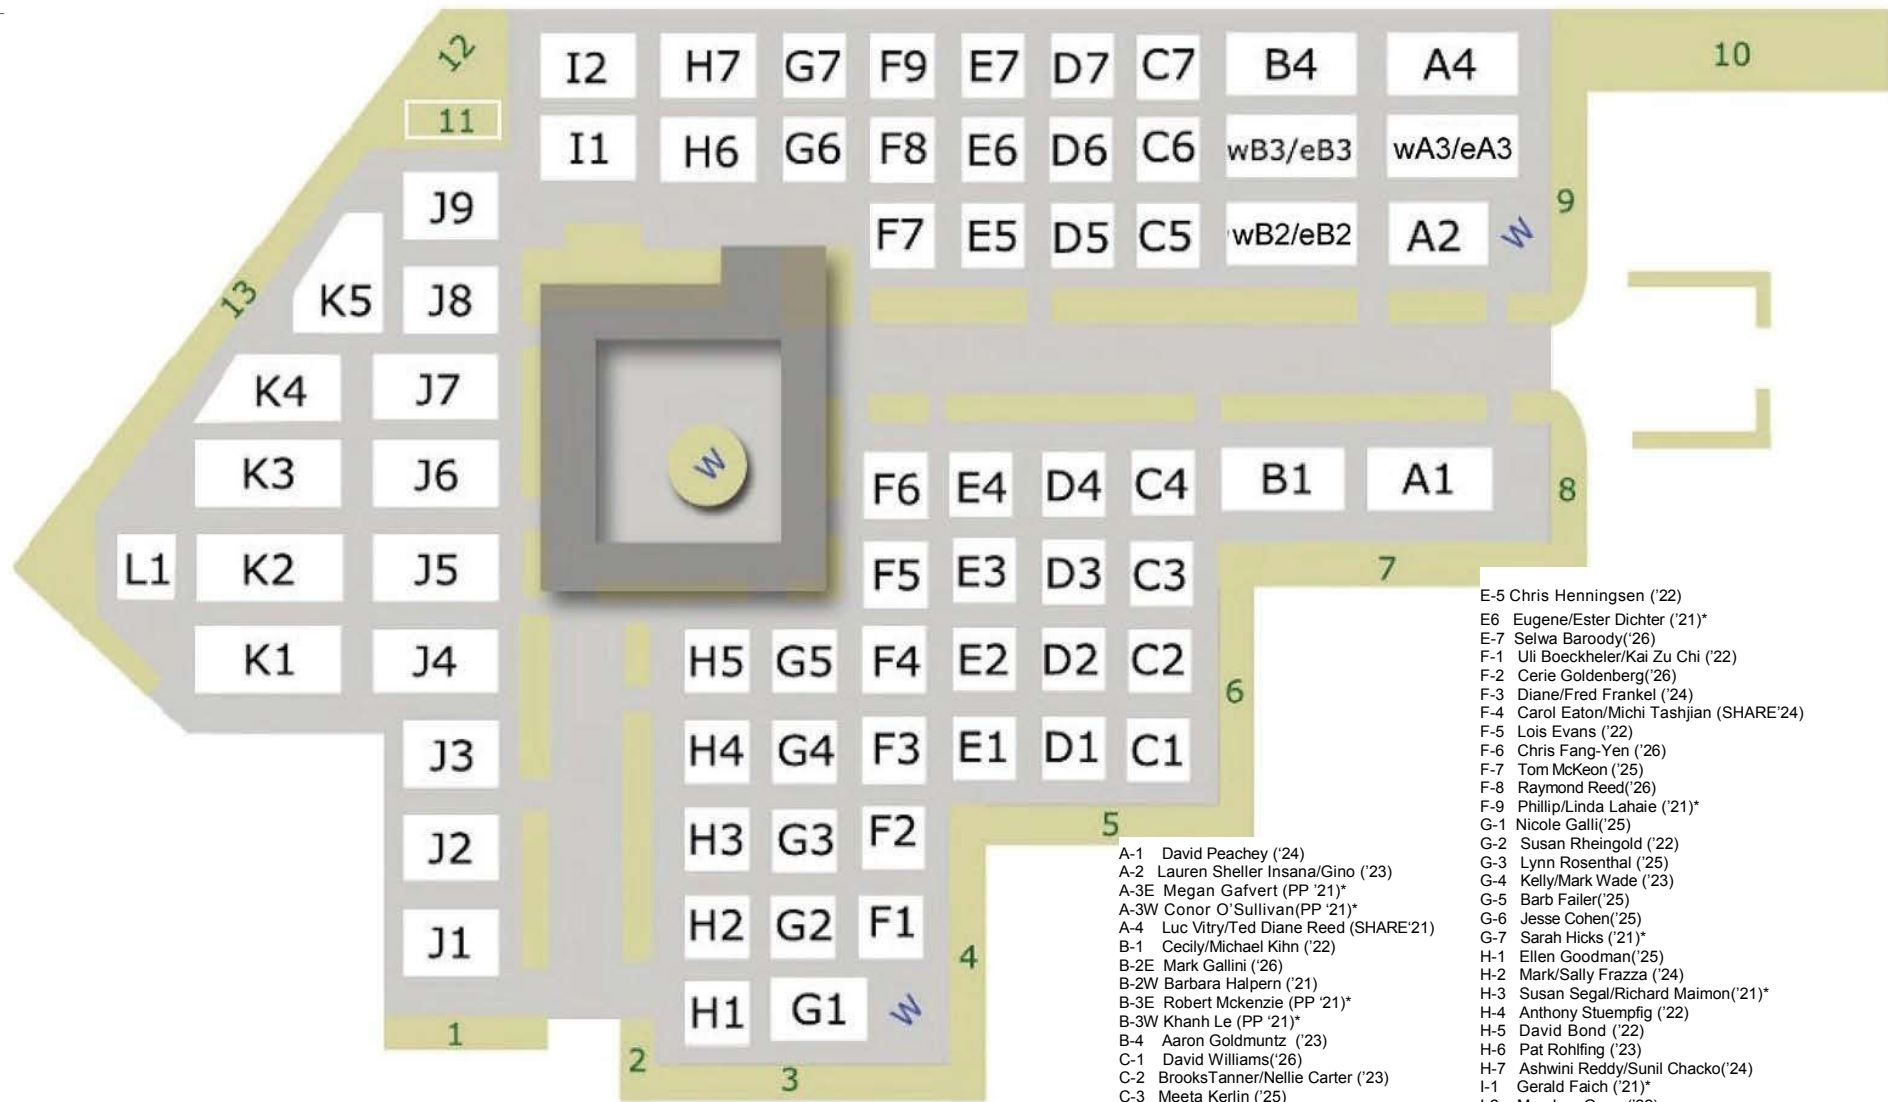 12
I2
H7
G7
F9
E7
D7
C7
B4
A4
10
11
I1
H6
G6
F8
E6
D6
C6
wB3/eB3
wA3/eA3
J9
F7
E5
D5
C5
wB2/eB2
A2
W
9
13
K5
J8
K4
J7
K3
J6
W
F6
E4
D4
C4
B1
A1
8
L1
K2
J5
F5
E3
D3
C3
7
K1
J4
H5
G5
F4
E2
D2
C2
6
J3
H4
G4
F3
E1
D1
C1
J2
H3
G3
F2
5
J1
H2
G2
F1
4
H1
G1
W
1
2
3
A-1 David Peachey (‘24)
A-2 Lauren Sheller Insana/Gino (’23)
A-3E Megan Gafvert (PP ’21)*
A-3W Conor O’Sullivan(PP ‘21)*
A-4 Luc Vitry/Ted Diane Reed (SHARE‘21)
B-1 Cecily/Michael Kihn (’22)
B-2E Mark Gallini (‘26)
B-2W Barbara Halpern (’21)
B-3E Robert Mckenzie (PP ’21)*
B-3W Khanh Le (PP ‘21)*
B-4 Aaron Goldmuntz (’23)
C-1 David Williams(‘26)
C-2 BrooksTanner/Nellie Carter (’23)
C-3 Meeta Kerlin (’25)
E-5 Chris Henningsen (’22)
E6 Eugene/Ester Dichter (’21)*
E-7 Selwa Baroody(‘26)
F-1 Uli Boeckheler/Kai Zu Chi (’22)
F-2 Cerie Goldenberg(‘26)
F-3 Diane/Fred Frankel (’24)
F-4 Carol Eaton/Michi Tashjian (SHARE’24)
F-5 Lois Evans (’22)
F-6 Chris Fang-Yen (‘26)
F-7 Tom McKeon (’25)
F-8 Raymond Reed(‘26)
F-9 Phillip/Linda Lahaie (’21)*
G-1 Nicole Galli(‘25)
G-2 Susan Rheingold (’22)
G-3 Lynn Rosenthal (‘25)
G-4 Kelly/Mark Wade (‘23)
G-5 Barb Failer(‘25)
G-6 Jesse Cohen(‘25)
G-7 Sarah Hicks (’21)*
H-1 Ellen Goodman(‘25)
H-2 Mark/Sally Frazza (’24)
H-3 Susan Segal/Richard Maimon(‘21)*
H-4 Anthony Stuempfig (’22)
H-5 David Bond (’22)
H-6 Pat Rohlfing (’23)
H-7 Ashwini Reddy/Sunil Chacko(‘24)
I-1 Gerald Faich (’21)*